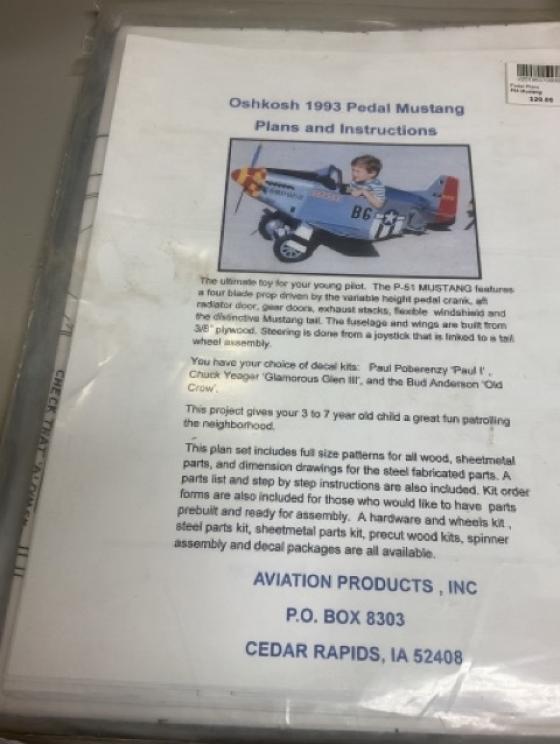 Oshkosh 1993 Pedal Mustang
Plans and Instructions
Pedal Plane
P51 Mustang
BG
The ultimate toy for your young pilot. The P-51 MUSTANG features
a four blade prop driven by the variable height pedal crank, aft
radiator door, gear doors, exhaust stacks, flexible windshield and
the distinctive Mustang tail. The fuselage and wings are built from
3/8" plywood. Steering is done from a joystick that is linked to a tail
wheel assembly.
You have your choice of decal kits: Paul Poberenzy 'Paul I' ,
Chuck Yeager 'Glamorous Glen III', and the Bud Anderson 'Old
Crow'.
This project gives your 3 to 7 year old child a great fun patrolling
the neighborhood.
This plan set includes full size patterns for all wood, sheetmetal
parts, and dimension drawings for the steel fabricated parts. A
parts list and step by step instructions are also included. Kit order
forms are also included for those who would like to have parts
prebuilt and ready for assembly. A hardware and wheels kit ,
steel parts kit, sheetmetal parts kit, precut wood kits, spinner
assembly and decal packages are all available.
AVIATION PRODUCTS , INC
P.O. BOX 8303
CEDAR RAPIDS, IA 52408
CHECK THAT